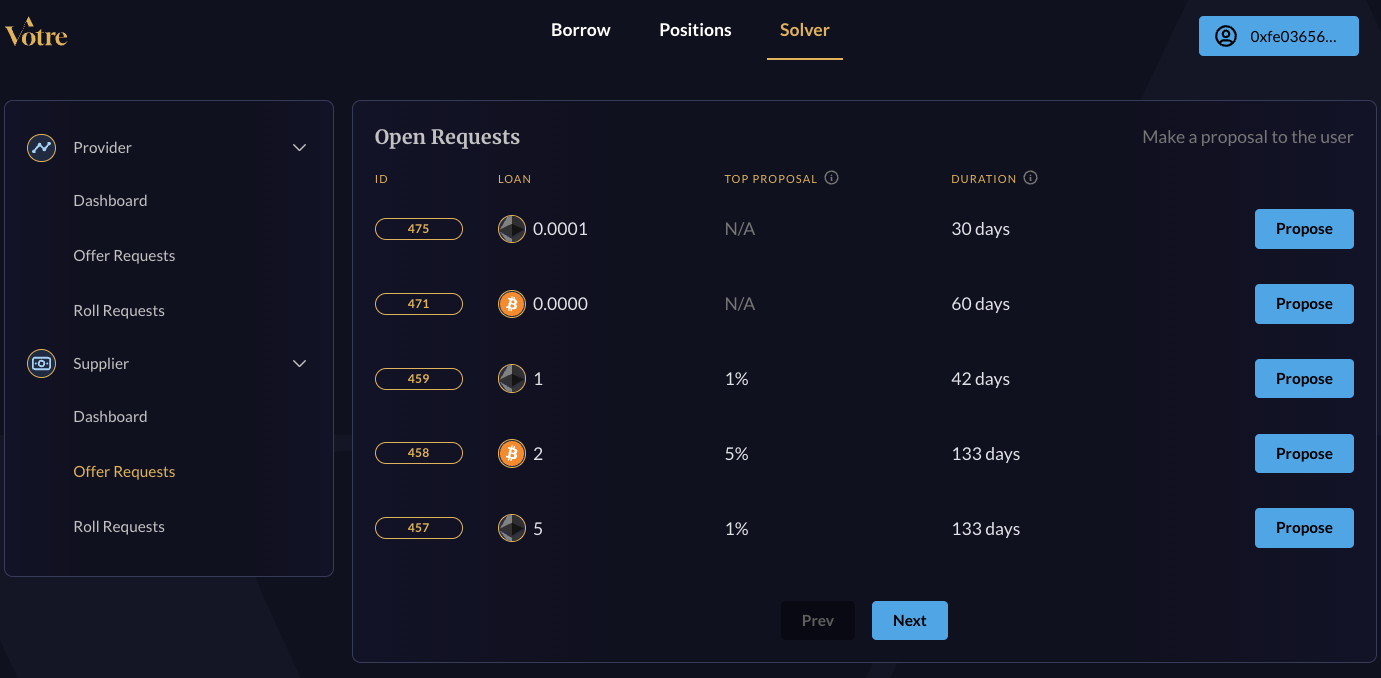 Vôtre
Borrow Positions Solver
0xfe03656...
Provider
Dashboard
Offer Requests
Roll Requests
Supplier
Dashboard
Offer Requests
Roll Requests
Open Requests
Make a proposal to the user
ID LOAN TOP PROPOSAL DURATION
475 0.0001 N/A 30 days Propose
471 0.0000 N/A 60 days Propose
459 1 1% 42 days Propose
458 2 5% 133 days Propose
457 5 1% 133 days Propose
Prev Next